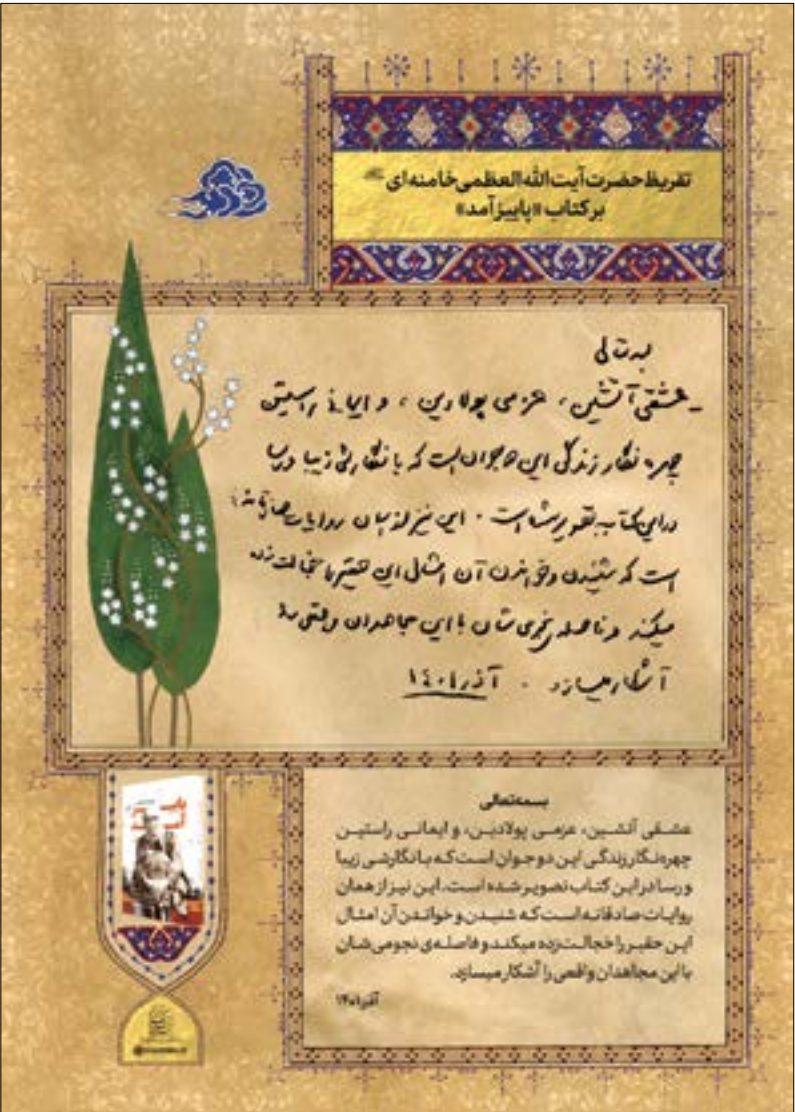 تقریظ حضرت آیت‌الله العظمی خامنه‌ای
بر کتاب «پاییز آمد»
بسمه‌تعالی
عشقی آتشین، عزمی پولادین، و ایمانی راستین
چهره‌نگار زندگی این دو جوان است که با نگارشی زیبا و رسا
در این کتاب تصویر شده است. این نیز از همان روایات صادقانه
است که شنیدن و خواندن آن امثال این حقیر را خجالت‌زده
میکند و فاصله‌ی نجومی‌شان با این مجاهدان واقعی را
آشکار میسازد. آذر ۱۴۰۱
بسمه‌تعالی
عشقی آتشین، عزمی پولادین، و ایمانی راستین
چهره‌نگار زندگی این دو جوان است که با نگارشی زیبا
و رسا در این کتاب تصویر شده است. این نیز از همان
روایات صادقانه است که شنیدن و خواندن آن امثال
این حقیر را خجالت‌زده میکند و فاصله‌ی نجومی‌شان
با این مجاهدان واقعی را آشکار میسازد.
آذر ۱۴۰۱